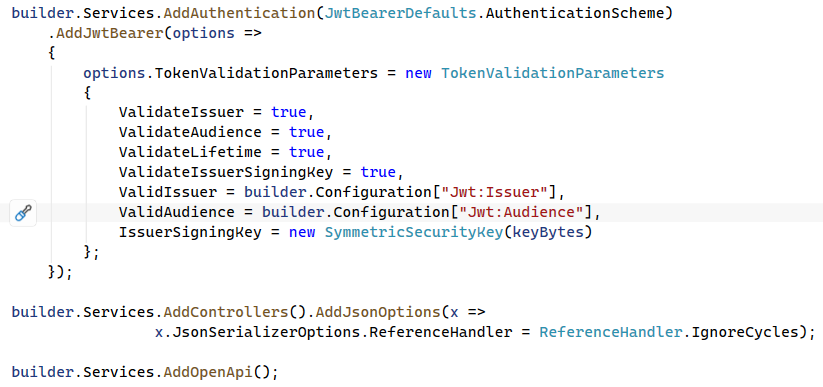 builder.Services.AddAuthentication(JwtBearerDefaults.AuthenticationScheme)
    .AddJwtBearer(options =>
    {
        options.TokenValidationParameters = new TokenValidationParameters
        {
            ValidateIssuer = true,
            ValidateAudience = true,
            ValidateLifetime = true,
            ValidateIssuerSigningKey = true,
            ValidIssuer = builder.Configuration["Jwt:Issuer"],
            ValidAudience = builder.Configuration["Jwt:Audience"],
            IssuerSigningKey = new SymmetricSecurityKey(keyBytes)
        };
    });

builder.Services.AddControllers().AddJsonOptions(x =>
                x.JsonSerializerOptions.ReferenceHandler = ReferenceHandler.IgnoreCycles);

builder.Services.AddOpenApi();